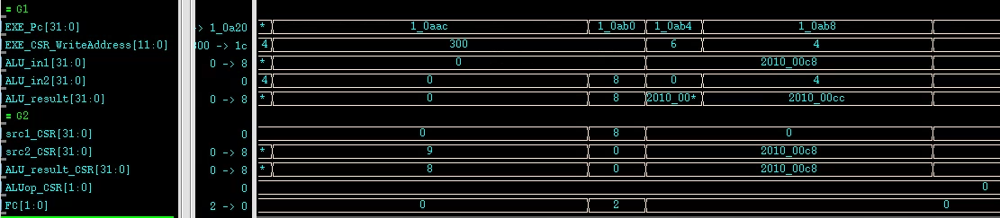 = G1
EXE_Pc[31:0] -> 1_0a20 * 1_0aac 1_0ab0 1_0ab4 1_0ab8
EXE_CSR_WriteAddress[11:0] 300 -> 1c 4 300 6 4
ALU_in1[31:0] 0 -> 8 * 0 2010_00c8
ALU_in2[31:0] 0 4 0 8 0 4
ALU_result[31:0] 0 -> 8 * 0 8 2010_00* 2010_00cc
= G2
src1_CSR[31:0] 0 0 8 0
src2_CSR[31:0] 0 -> 8 * 9 0 2010_00c8
ALU_result_CSR[31:0] 0 -> 8 * 8 0 2010_00c8
ALUop_CSR[1:0] 0 0
FC[1:0] 2 -> 0 0 2 0